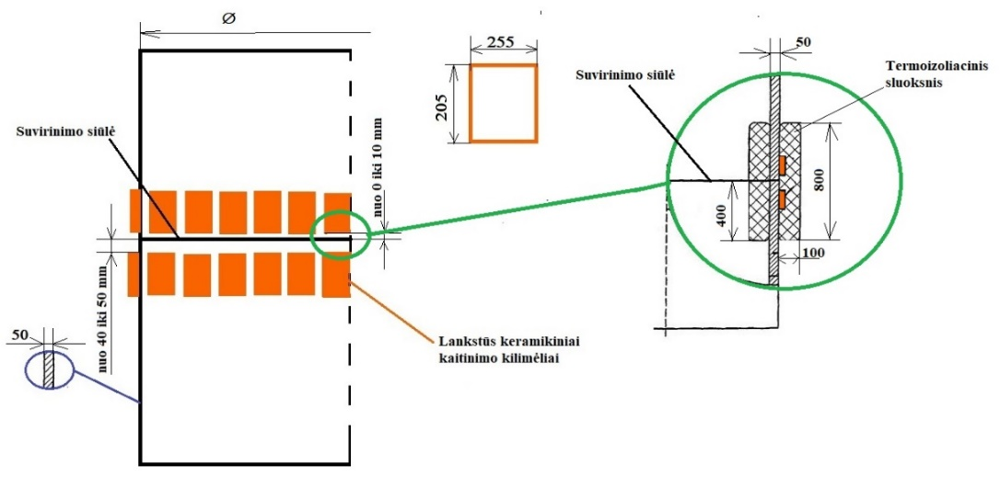 Ø
Suvirinimo siūlė
nuo 0 iki 10 mm
nuo 40 iki 50 mm
50
Lankstūs keramikiniai
kaitinimo kilimėliai
255
205
50
Suvirinimo siūlė
Termoizoliacinis
sluoksnis
800
400
100